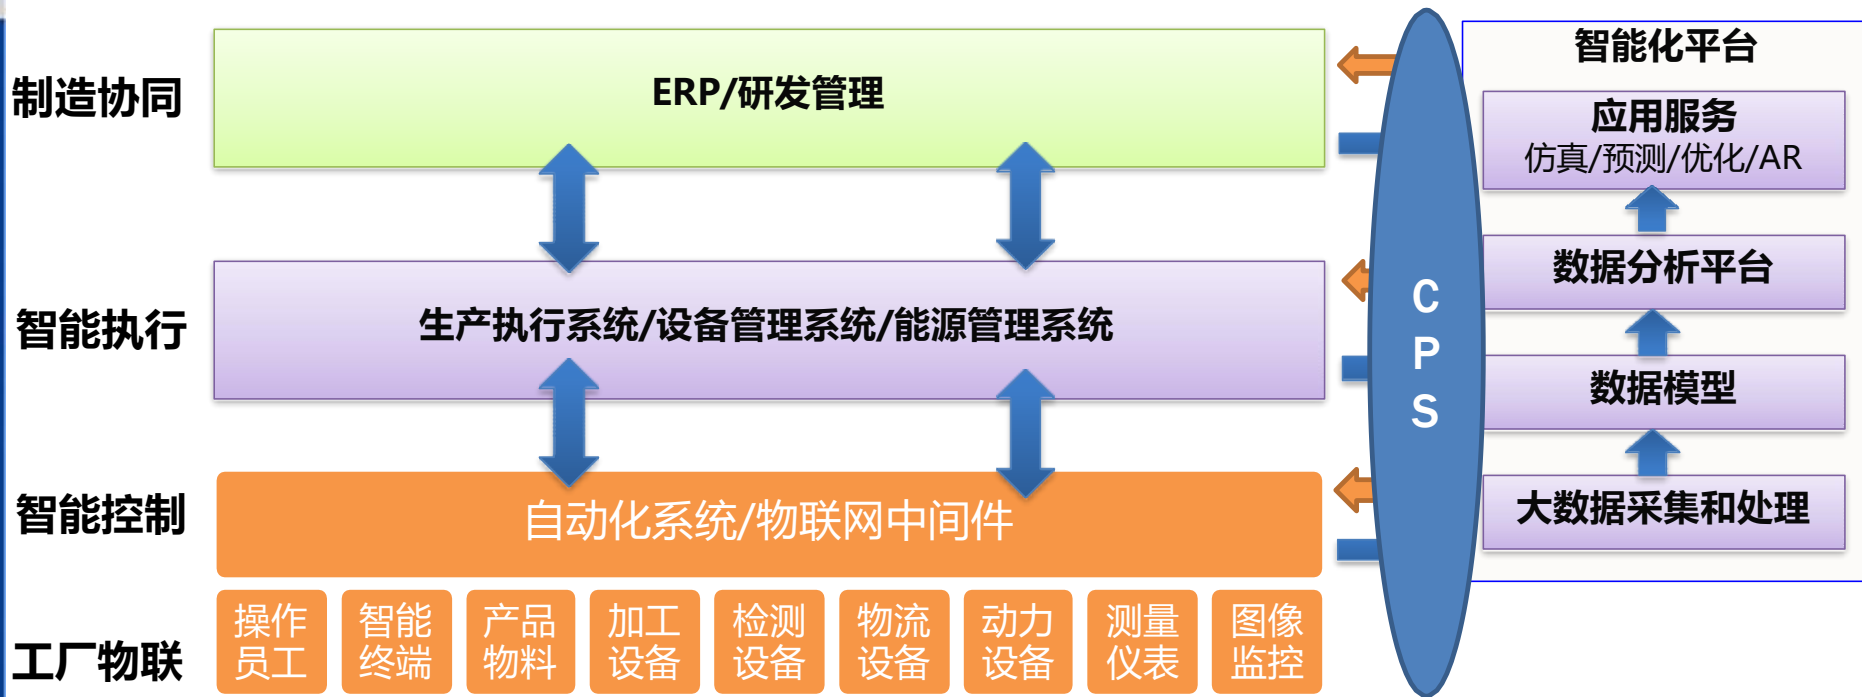 制造协同
ERP/研发管理
智能执行
生产执行系统/设备管理系统/能源管理系统
智能控制
自动化系统/物联网中间件
工厂物联
操作
员工
智能
终端
产品
物料
加工
设备
检测
设备
物流
设备
动力
设备
测量
仪表
图像
监控
C
P
S
智能化平台
应用服务
仿真/预测/优化/AR
数据分析平台
数据模型
大数据采集和处理